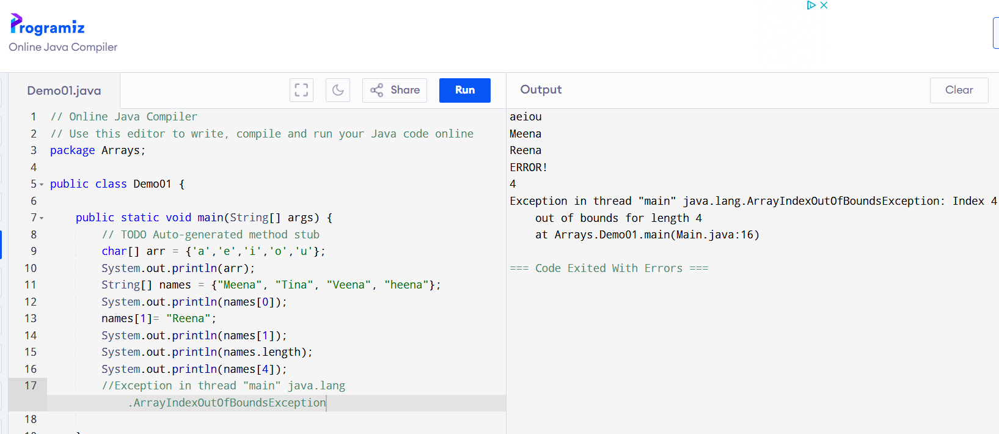 Programiz
Online Java Compiler
Demo01.java
Share
Run
Output
Clear
1 // Online Java Compiler
2 // Use this editor to write, compile and run your Java code online
3 package Arrays;
4
5 public class Demo01 {
6
7 public static void main(String[] args) {
8 // TODO Auto-generated method stub
9 char[] arr = {'a','e','i','o','u'};
10 System.out.println(arr);
11 String[] names = {"Meena", "Tina", "Veena", "heena"};
12 System.out.println(names[0]);
13 names[1]= "Reena";
14 System.out.println(names[1]);
15 System.out.println(names.length);
16 System.out.println(names[4]);
17 //Exception in thread "main" java.lang
.ArrayIndexOutOfBoundsException
18
aeiou
Meena
Reena
ERROR!
4
Exception in thread "main" java.lang.ArrayIndexOutOfBoundsException: Index 4
out of bounds for length 4
at Arrays.Demo01.main(Main.java:16)
=== Code Exited With Errors ===